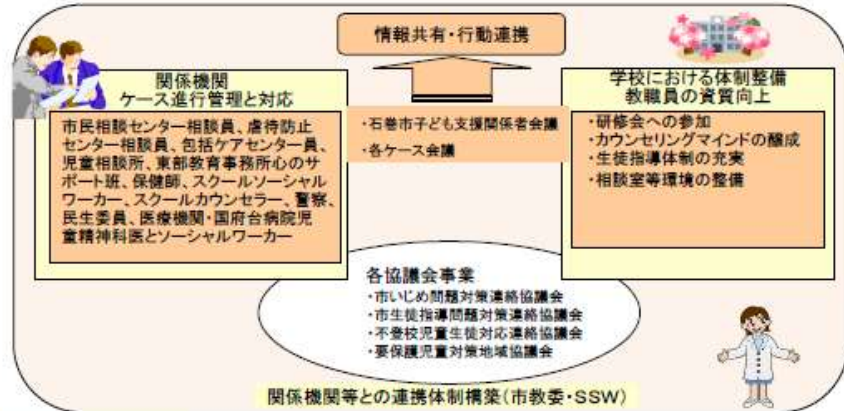 情報共有・行動連携
関係機関
ケース進行管理と対応
市民相談センター相談員、虐待防止
センター相談員、包括ケアセンター員、
児童相談所、東部教育事務所心のサ
ポート班、保健師、スクールソーシャル
ワーカー、スクールカウンセラー、警察、
民生委員、医療機関・国府台病院児
童精神科医とソーシャルワーカー
・石巻市子ども支援関係者会議
・各ケース会議
学校における体制整備
教職員の資質向上
・研修会への参加
・カウンセリングマインドの醸成
・生徒指導体制の充実
・相談室等環境の整備
各協議会事業
・市いじめ問題対策連絡協議会
・市生徒指導問題対策連絡協議会
・不登校児童生徒対応連絡協議会
・要保護児童対策地域協議会
関係機関等との連携体制構築(市教委・SSW)